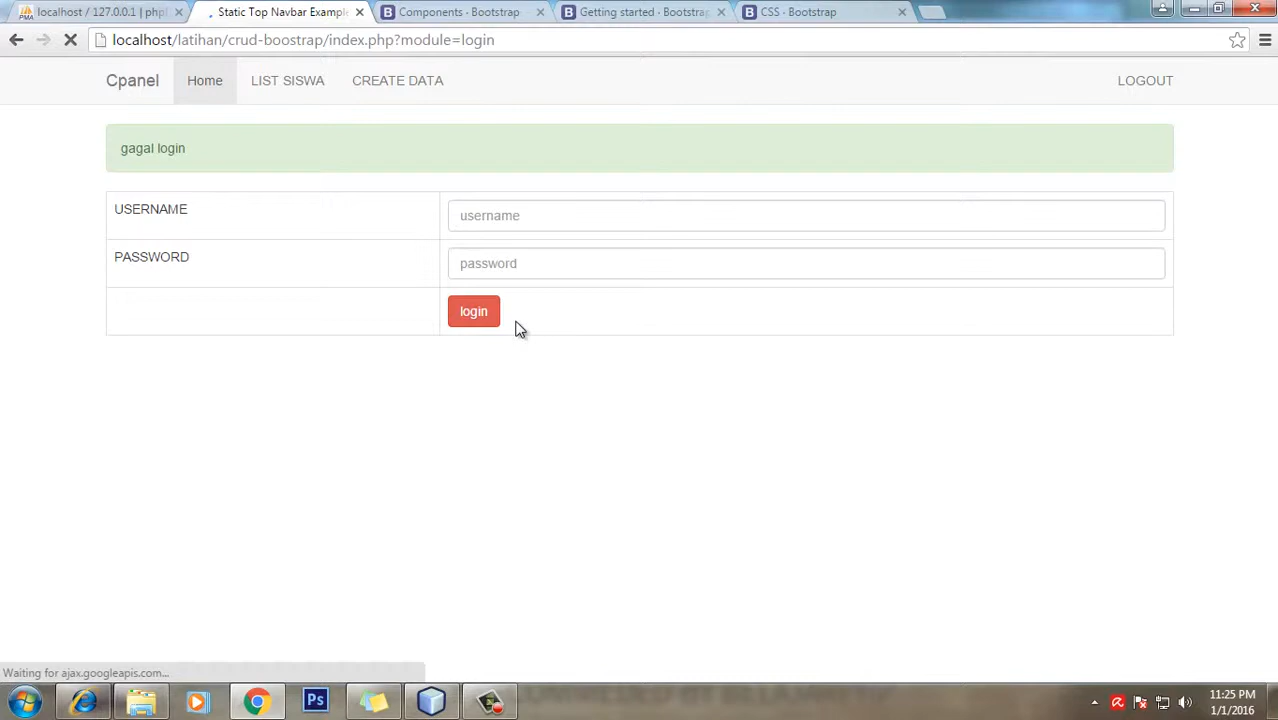 localhost / 127.0.0.1 | php
Static Top Navbar Example
Components · Bootstrap
Getting started · Bootstrap
CSS · Bootstrap
localhost/latihan/crud-boostrap/index.php?module=login
Cpanel Home LIST SISWA CREATE DATA LOGOUT
gagal login
USERNAME username
PASSWORD password
login
Waiting for ajax.googleapis.com...
Ps
11:25 PM
1/1/2016